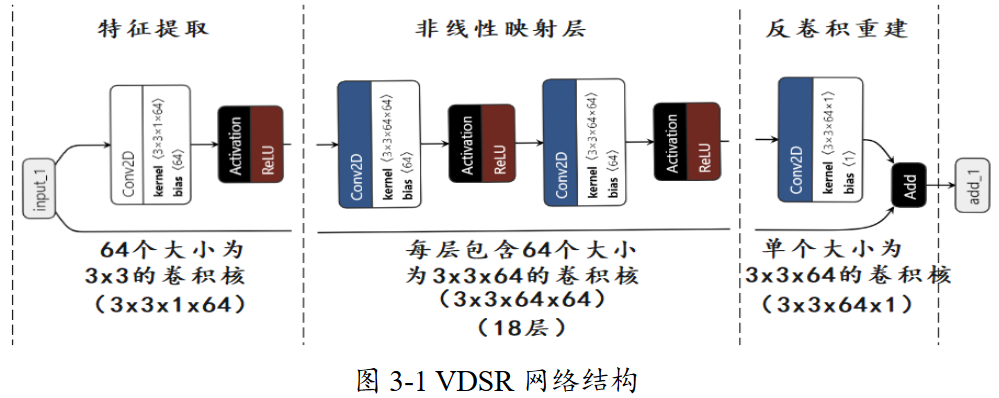 特征提取
非线性映射层
反卷积重建
input_1
Conv2D
kernel ⟨3×3×1×64⟩
bias ⟨64⟩
Activation
ReLU
Conv2D
kernel ⟨3×3×64×64⟩
bias ⟨64⟩
Activation
ReLU
Conv2D
kernel ⟨3×3×64×64⟩
bias ⟨64⟩
Activation
ReLU
Conv2D
kernel ⟨3×3×64×1⟩
bias ⟨1⟩
Add
add_1
64个大小为
3x3的卷积核
（3x3x1x64）
每层包含64个大小
为3x3x64的卷积核
（3x3x64x64）
（18层）
单个大小为
3x3x64的卷积核
（3x3x64x1）
图 3-1 VDSR 网络结构